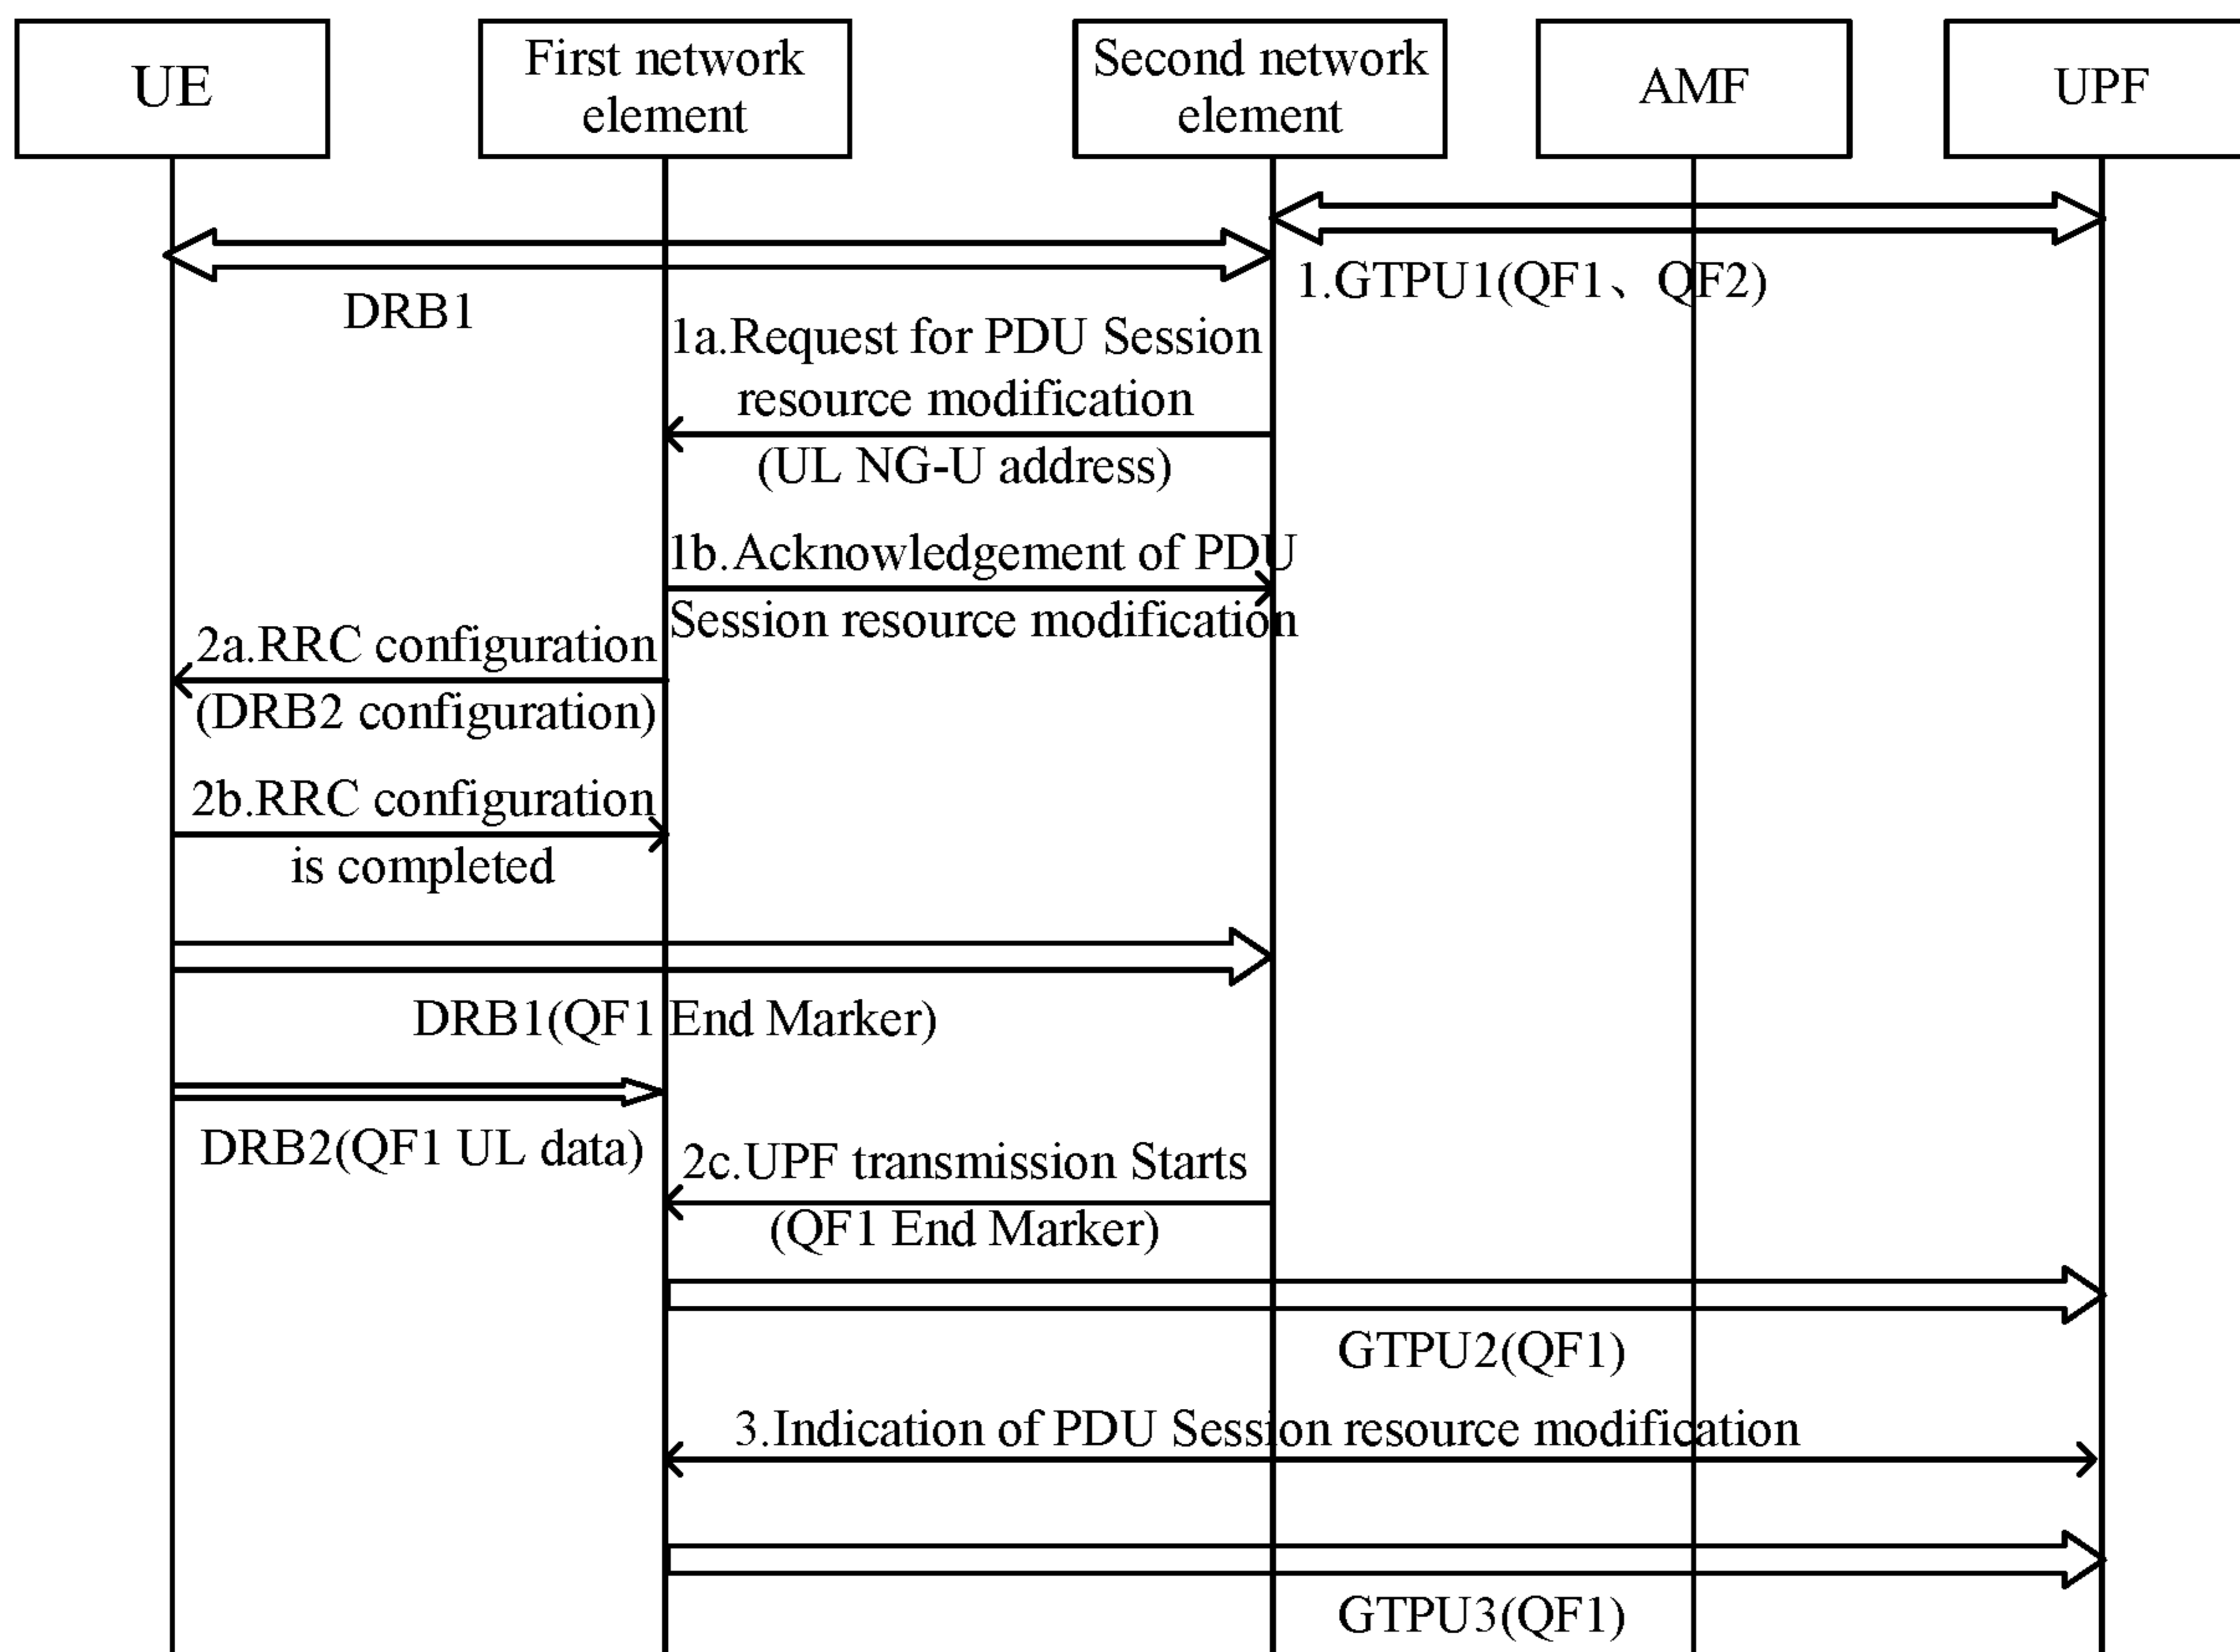 UE
First network
element
Second network
element
AMF
UPF
1.GTPU1(QF1、QF2)
DRB1
1a.Request for PDU Session
resource modification
(UL NG-U address)
1b.Acknowledgement of PDU
Session resource modification
2a.RRC configuration
(DRB2 configuration)
2b.RRC configuration
is completed
DRB1(QF1 End Marker)
DRB2(QF1 UL data)
2c.UPF transmission Starts
(QF1 End Marker)
GTPU2(QF1)
3.Indication of PDU Session resource modification
GTPU3(QF1)